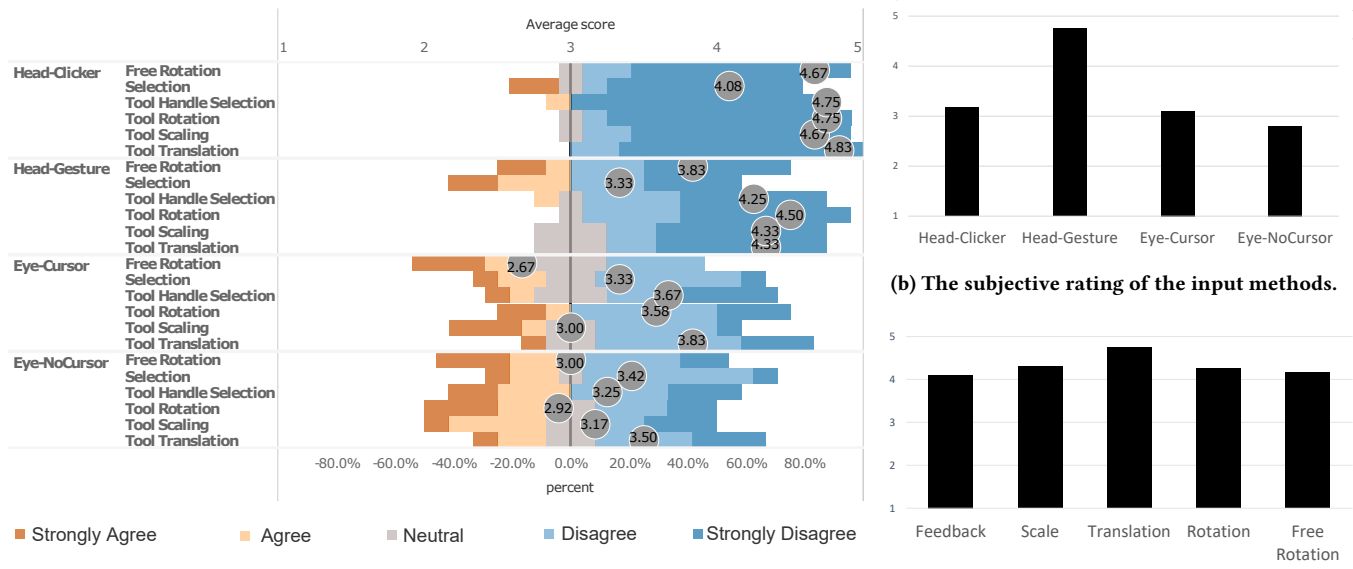 Average score
1 2 3 4 5
Head-Clicker Free Rotation 4.67
Selection 4.08
Tool Handle Selection 4.75
Tool Rotation 4.75
Tool Scaling 4.67
Tool Translation 4.83
Head-Gesture Free Rotation 3.83
Selection 3.33
Tool Handle Selection 4.25
Tool Rotation 4.50
Tool Scaling 4.33
Tool Translation 4.33
Eye-Cursor Free Rotation 2.67
Selection 3.33
Tool Handle Selection 3.67
Tool Rotation 3.58
Tool Scaling 3.00
Tool Translation 3.83
Eye-NoCursor Free Rotation 3.00
Selection 3.42
Tool Handle Selection 3.25
Tool Rotation 2.92
Tool Scaling 3.17
Tool Translation 3.50
-80.0% -60.0% -40.0% -20.0% 0.0% 20.0% 40.0% 60.0% 80.0%
percent
Strongly Agree Agree Neutral Disagree Strongly Disagree
5
4
3
2
1
Head-Clicker Head-Gesture Eye-Cursor Eye-NoCursor
(b) The subjective rating of the input methods.
5
4
3
2
1
Feedback Scale Translation Rotation Free
Rotation